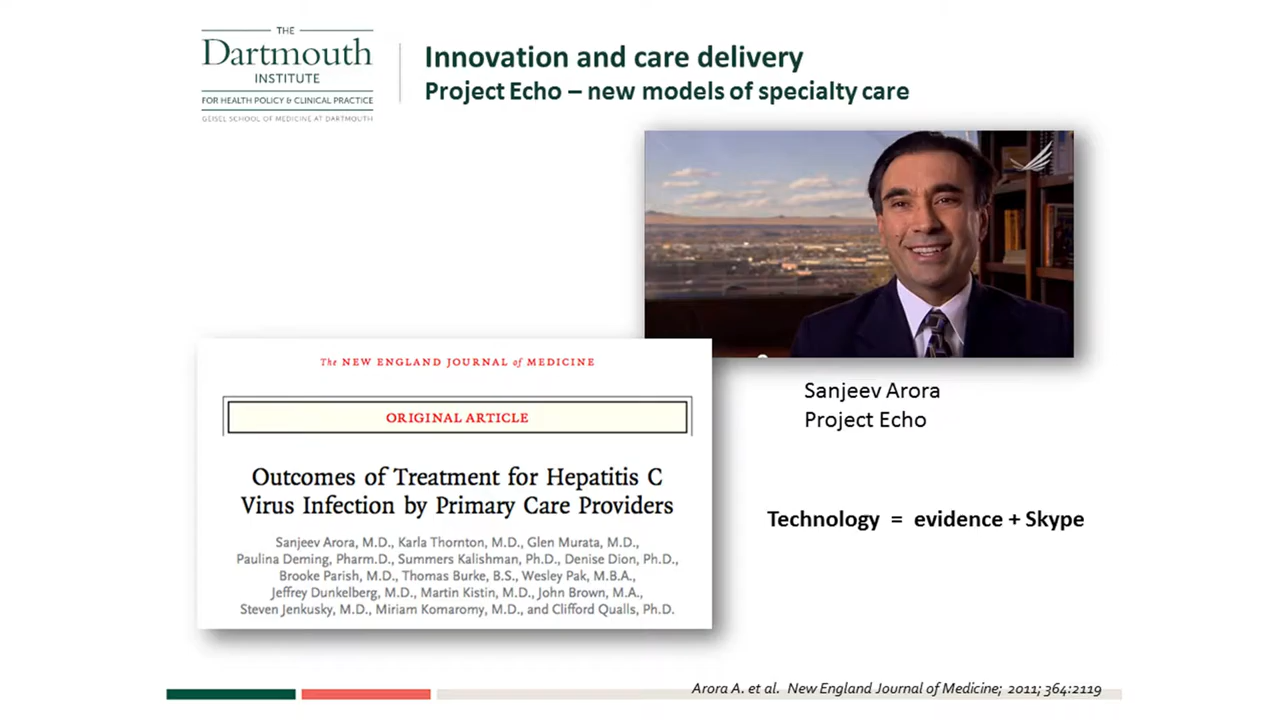 THE
Dartmouth
INSTITUTE
FOR HEALTH POLICY & CLINICAL PRACTICE
GEISEL SCHOOL OF MEDICINE AT DARTMOUTH
Innovation and care delivery
Project Echo – new models of specialty care
The NEW ENGLAND JOURNAL of MEDICINE
ORIGINAL ARTICLE
Outcomes of Treatment for Hepatitis C
Virus Infection by Primary Care Providers
Sanjeev Arora, M.D., Karla Thornton, M.D., Glen Murata, M.D.,
Paulina Deming, Pharm.D., Summers Kalishman, Ph.D., Denise Dion, Ph.D.,
Brooke Parish, M.D., Thomas Burke, B.S., Wesley Pak, M.B.A.,
Jeffrey Dunkelberg, M.D., Martin Kistin, M.D., John Brown, M.A.,
Steven Jenkusky, M.D., Miriam Komaromy, M.D., and Clifford Qualls, Ph.D.
Sanjeev Arora
Project Echo
Technology = evidence + Skype
Arora A. et al. New England Journal of Medicine; 2011; 364:2119